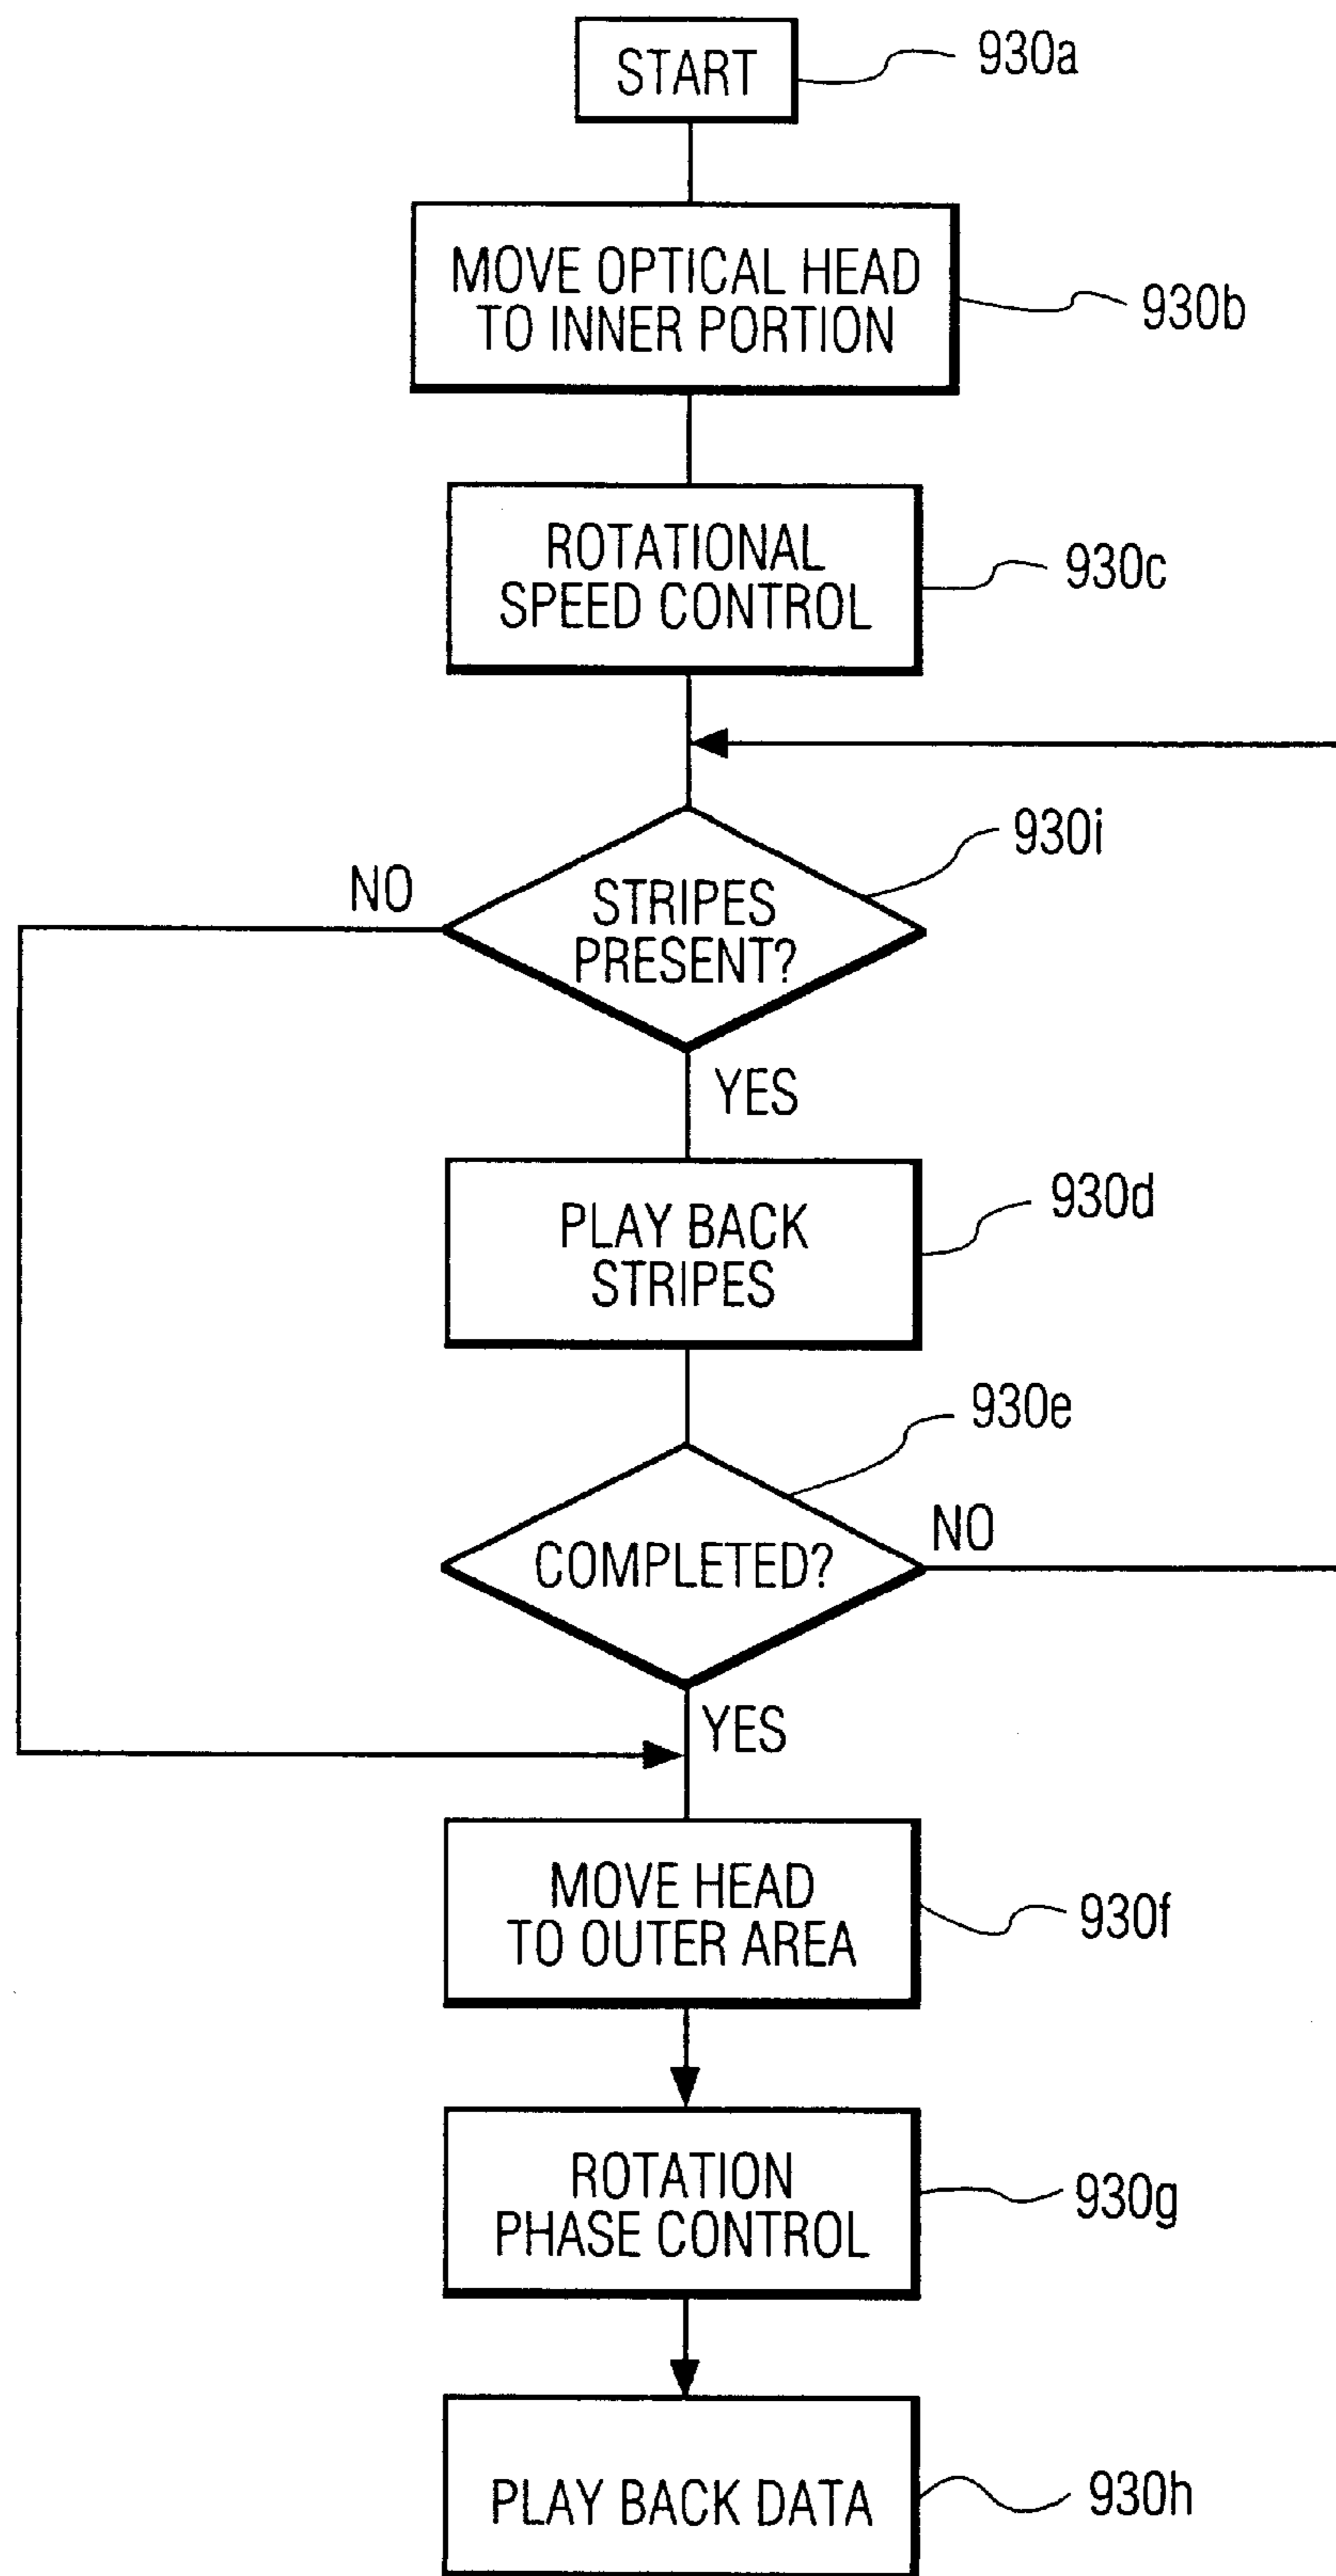 START
930a
MOVE OPTICAL HEAD
TO INNER PORTION
930b
ROTATIONAL
SPEED CONTROL
930c
930i
NO
STRIPES
PRESENT?
YES
PLAY BACK
STRIPES
930d
930e
NO
COMPLETED?
YES
MOVE HEAD
TO OUTER AREA
930f
ROTATION
PHASE CONTROL
930g
PLAY BACK DATA
930h